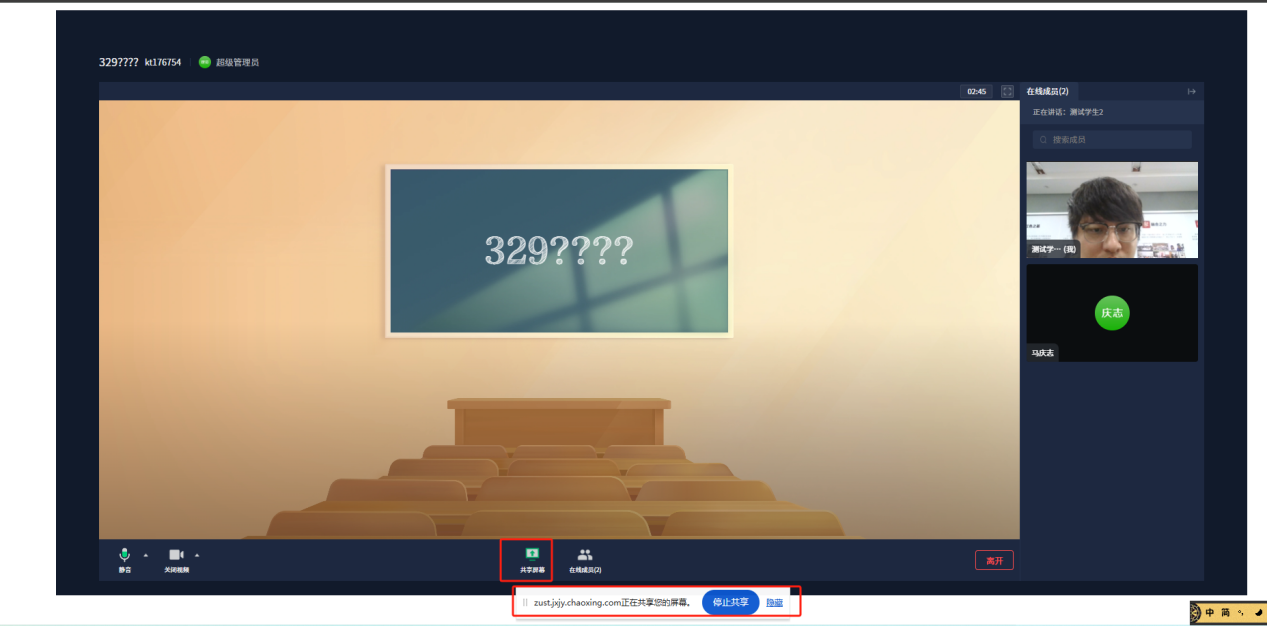 329???? kt176754 超级管理员
02:45
在线成员(2)
正在讲话：测试学生2
搜索成员
329????
测试学… (我)
庆志
马庆志
静音
关闭视频
共享屏幕
在线成员(2)
离开
zust.jxjy.chaoxing.com正在共享您的屏幕。 停止共享 隐藏
中 简